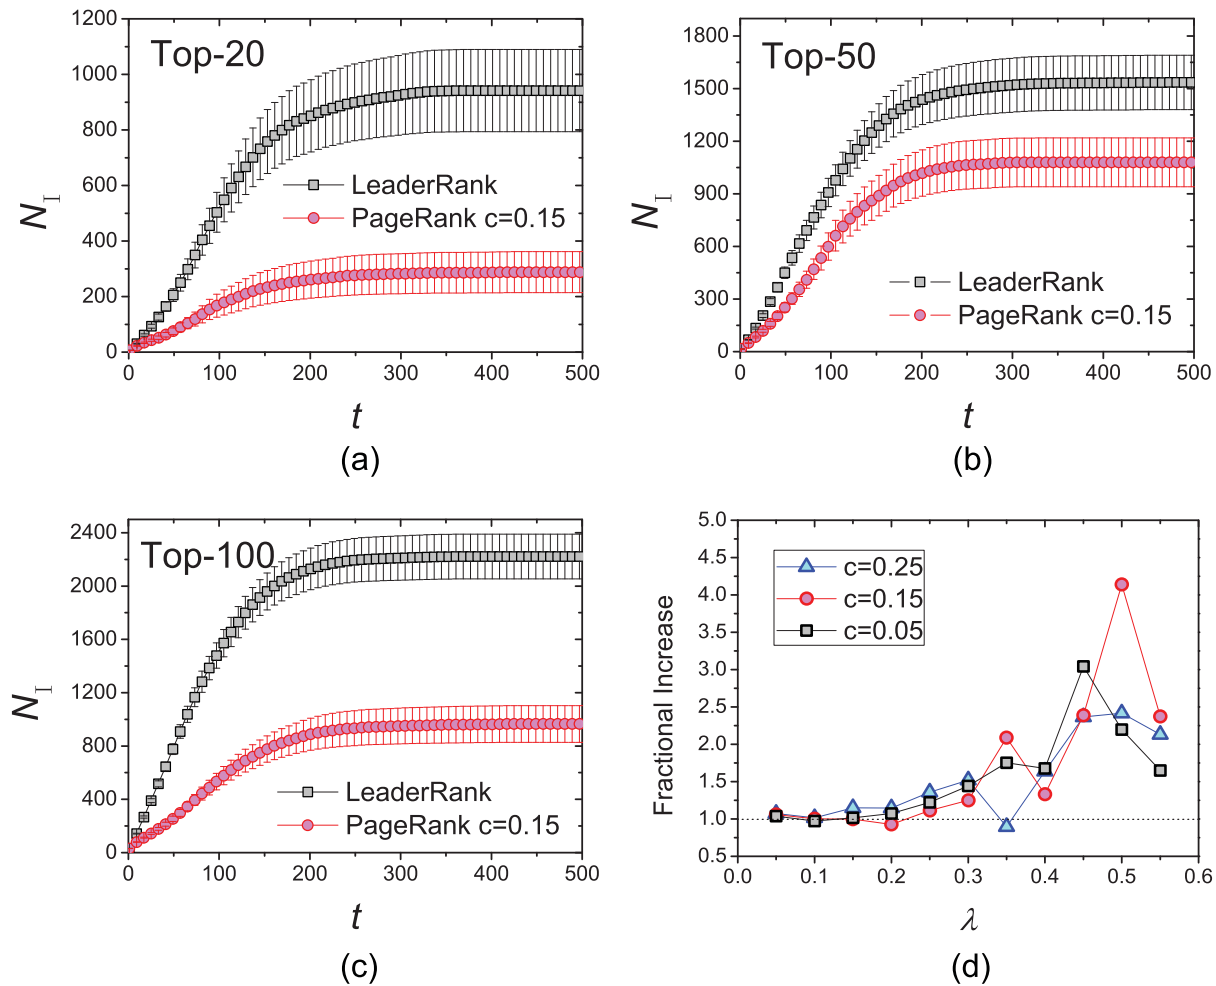 1200
1000
800
600
400
200
0
Top-20
LeaderRank
PageRank c=0.15
N_I
0 100 200 300 400 500
t
(a)
1800
1500
1200
900
600
300
0
Top-50
LeaderRank
PageRank c=0.15
N_I
0 100 200 300 400 500
t
(b)
2400
2000
1600
1200
800
400
0
Top-100
LeaderRank
PageRank c=0.15
N_I
0 100 200 300 400 500
t
(c)
5.0
4.5
4.0
3.5
3.0
2.5
2.0
1.5
1.0
0.5
c=0.25
c=0.15
c=0.05
Fractional Increase
0.0 0.1 0.2 0.3 0.4 0.5 0.6
λ
(d)